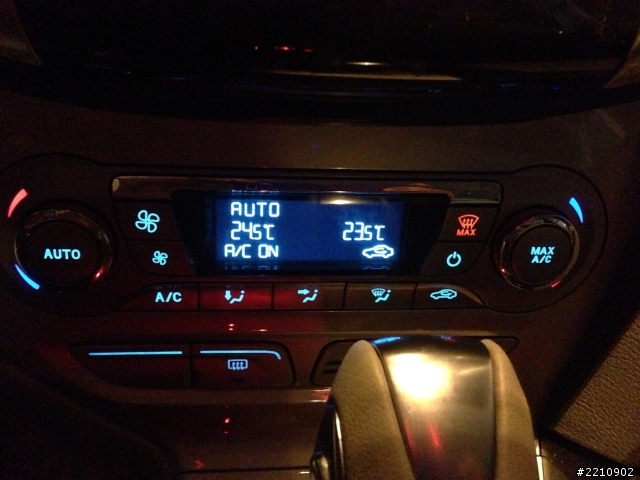 AUTO
24.5℃ 23.5℃
A/C ON
MAX
AUTO
MAX
A/C
A/C
#2210902